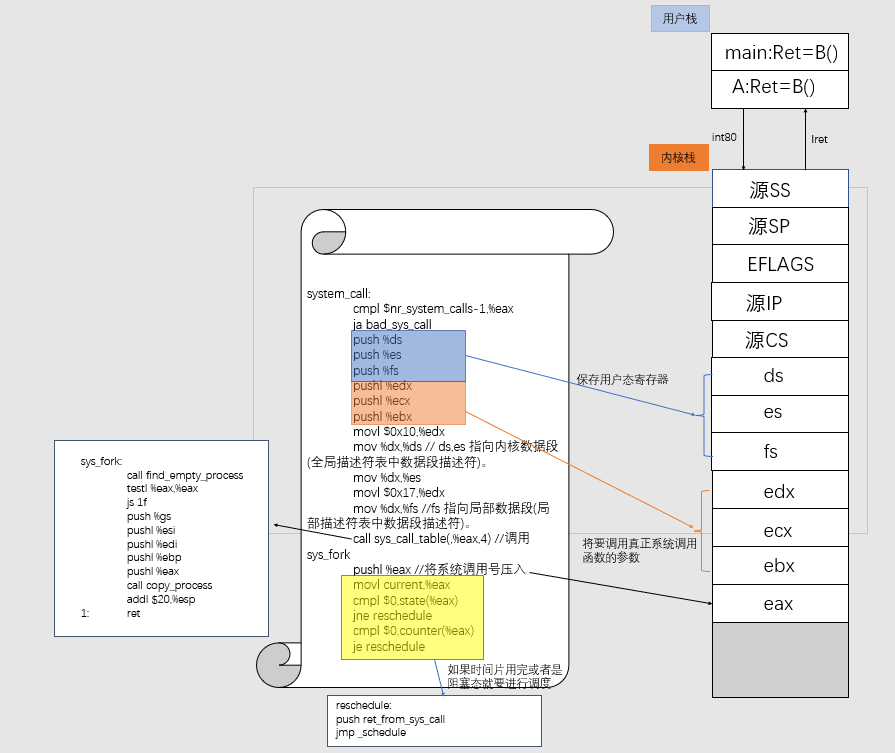 用户栈
main:Ret=B()
A:Ret=B()
int80
Iret
内核栈
源SS
源SP
EFLAGS
源IP
源CS
ds
es
fs
edx
ecx
ebx
eax
system_call:
cmpl $nr_system_calls-1,%eax
ja bad_sys_call
push %ds
push %es
push %fs
pushl %edx
pushl %ecx
pushl %ebx
movl $0x10,%edx
mov %dx,%ds // ds,es 指向内核数据段
(全局描述符表中数据段描述符)。
mov %dx,%es
movl $0x17,%edx
mov %dx,%fs //fs 指向局部数据段(局
部描述符表中数据段描述符)。
call sys_call_table(,%eax,4) //调用
sys_fork
pushl %eax //将系统调用号压入
movl current,%eax
cmpl $0,state(%eax)
jne reschedule
cmpl $0,counter(%eax)
je reschedule
保存用户态寄存器
将要调用真正系统调用
函数的参数
sys_fork:
call find_empty_process
testl %eax,%eax
js 1f
push %gs
pushl %esi
pushl %edi
pushl %ebp
pushl %eax
call copy_process
addl $20,%esp
1: ret
如果时间片用完或者是
阻塞态就要进行调度
reschedule:
push ret_from_sys_call
jmp _schedule